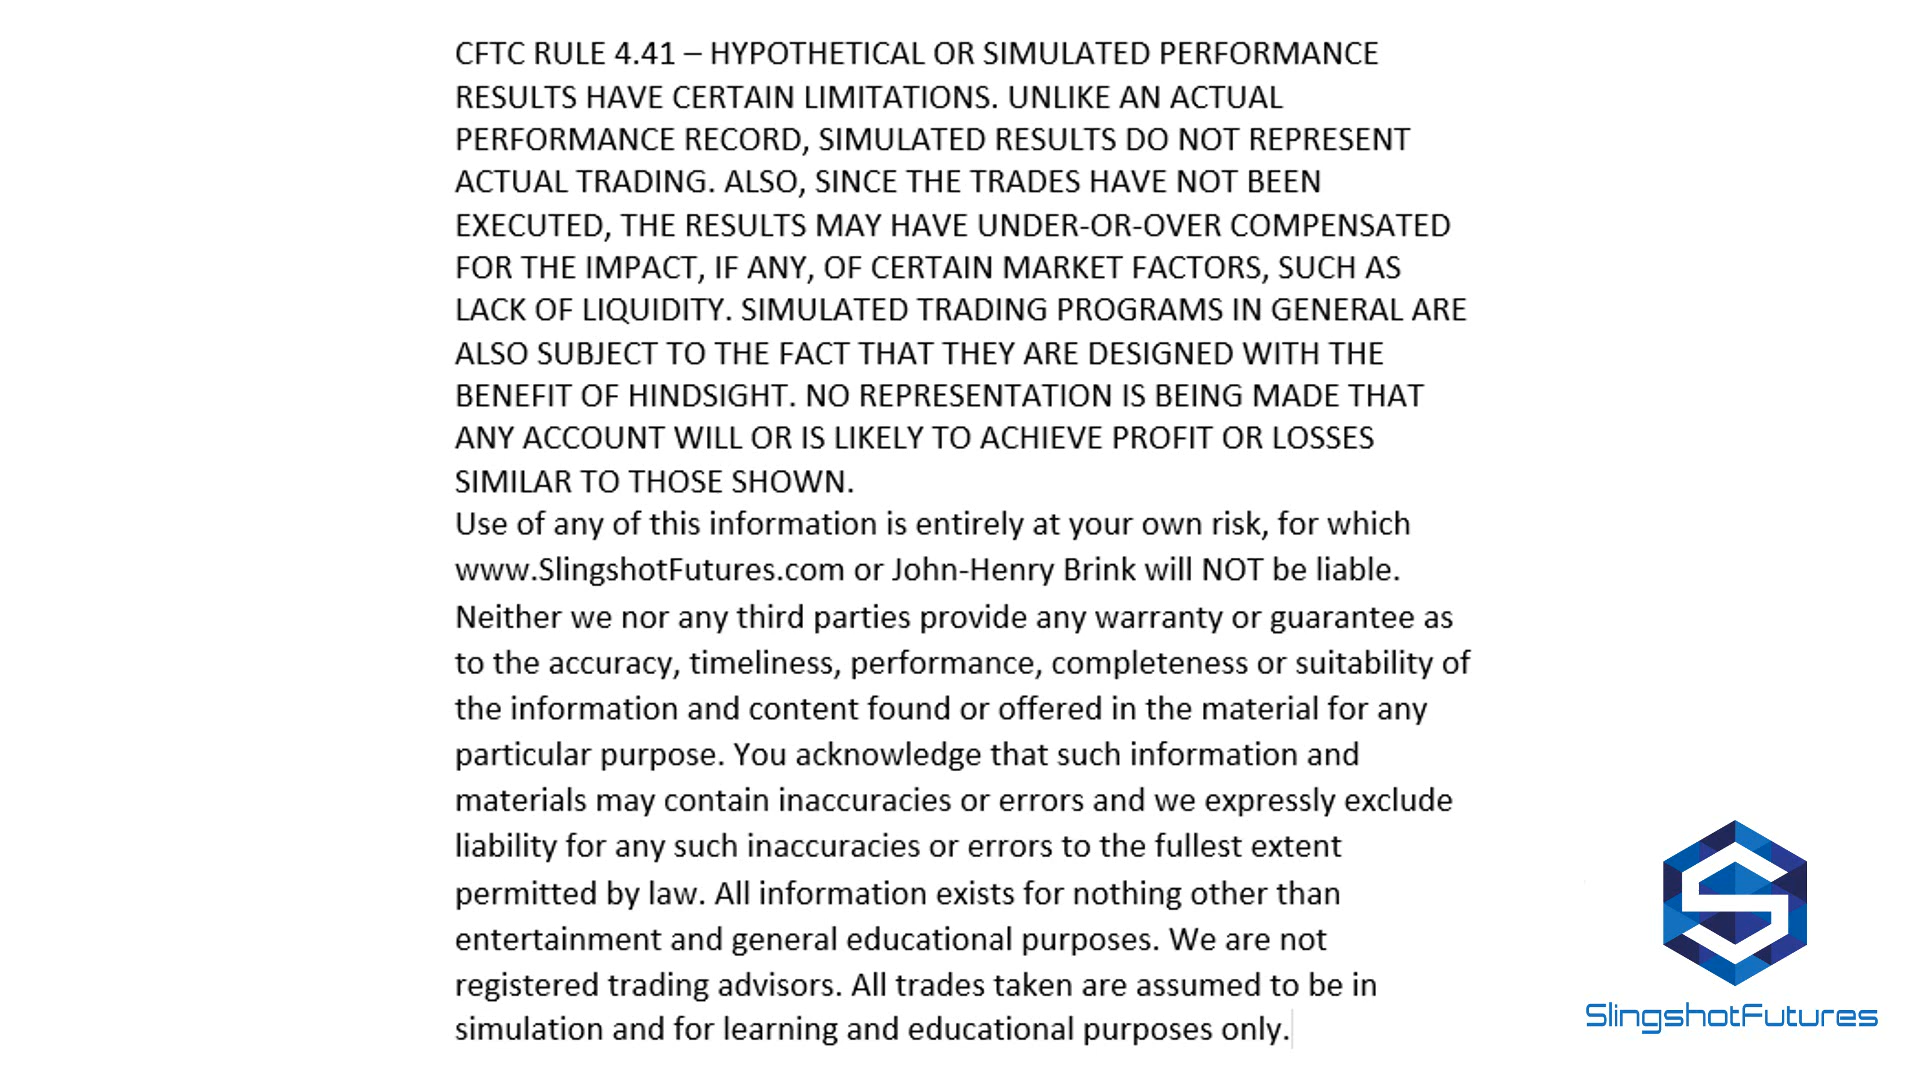 CFTC RULE 4.41 – HYPOTHETICAL OR SIMULATED PERFORMANCE
RESULTS HAVE CERTAIN LIMITATIONS. UNLIKE AN ACTUAL
PERFORMANCE RECORD, SIMULATED RESULTS DO NOT REPRESENT
ACTUAL TRADING. ALSO, SINCE THE TRADES HAVE NOT BEEN
EXECUTED, THE RESULTS MAY HAVE UNDER-OR-OVER COMPENSATED
FOR THE IMPACT, IF ANY, OF CERTAIN MARKET FACTORS, SUCH AS
LACK OF LIQUIDITY. SIMULATED TRADING PROGRAMS IN GENERAL ARE
ALSO SUBJECT TO THE FACT THAT THEY ARE DESIGNED WITH THE
BENEFIT OF HINDSIGHT. NO REPRESENTATION IS BEING MADE THAT
ANY ACCOUNT WILL OR IS LIKELY TO ACHIEVE PROFIT OR LOSSES
SIMILAR TO THOSE SHOWN.
Use of any of this information is entirely at your own risk, for which
www.SlingshotFutures.com or John-Henry Brink will NOT be liable.
Neither we nor any third parties provide any warranty or guarantee as
to the accuracy, timeliness, performance, completeness or suitability of
the information and content found or offered in the material for any
particular purpose. You acknowledge that such information and
materials may contain inaccuracies or errors and we expressly exclude
liability for any such inaccuracies or errors to the fullest extent
permitted by law. All information exists for nothing other than
entertainment and general educational purposes. We are not
registered trading advisors. All trades taken are assumed to be in
simulation and for learning and educational purposes only.
SlingshotFutures